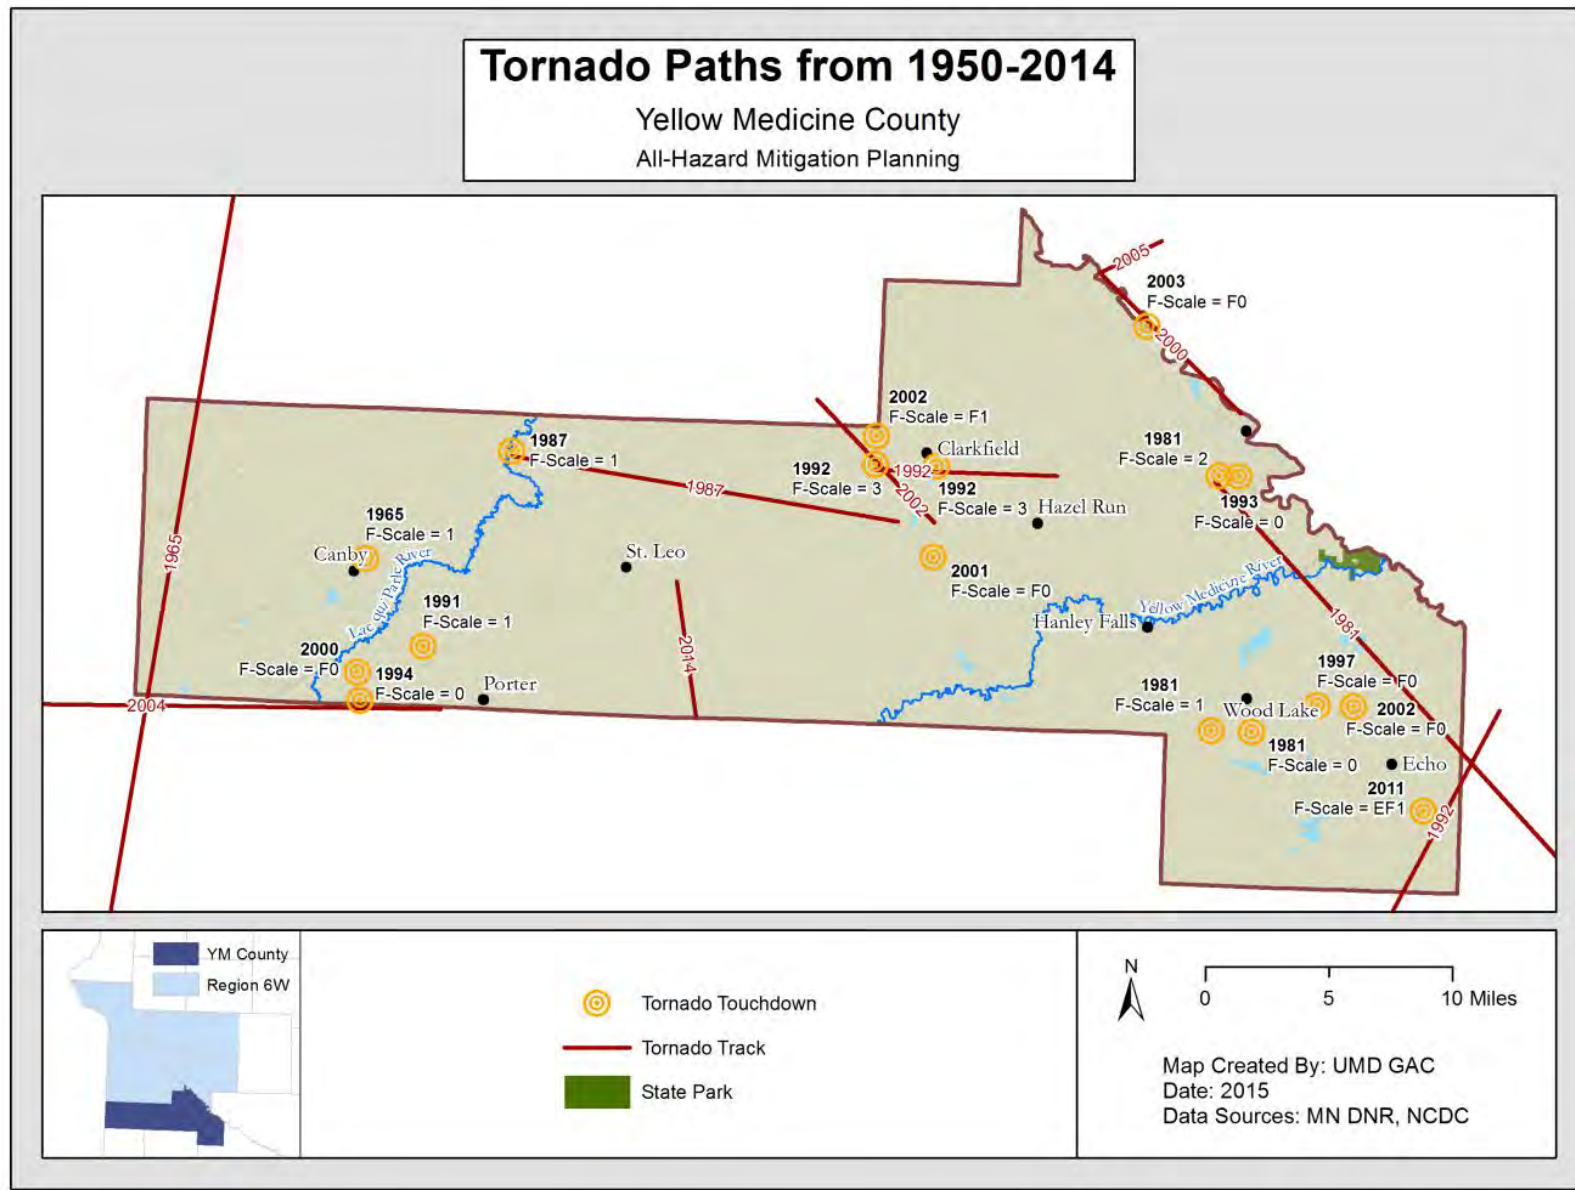 Tornado Paths from 1950-2014
Yellow Medicine County
All-Hazard Mitigation Planning
2005
2003
F-Scale = F0
2000
2002
F-Scale = F1
1987
F-Scale = 1
Clarkfield
1981
F-Scale = 2
1992
F-Scale = 3
1992
1987
2002
1992
F-Scale = 3
1993
F-Scale = 0
Hazel Run
1965
1965
F-Scale = 1
Canby
Lac qui Parle River
St. Leo
2001
F-Scale = F0
Yellow Medicine River
1991
F-Scale = 1
Hanley Falls
1981
2000
F-Scale = F0
1994
F-Scale = 0
2014
Porter
1997
F-Scale = F0
1981
F-Scale = 1
Wood Lake
2002
F-Scale = F0
2004
1981
F-Scale = 0
Echo
2011
F-Scale = EF1
1992
YM County
Region 6W
Tornado Touchdown
Tornado Track
State Park
N
0 5 10 Miles
Map Created By: UMD GAC
Date: 2015
Data Sources: MN DNR, NCDC